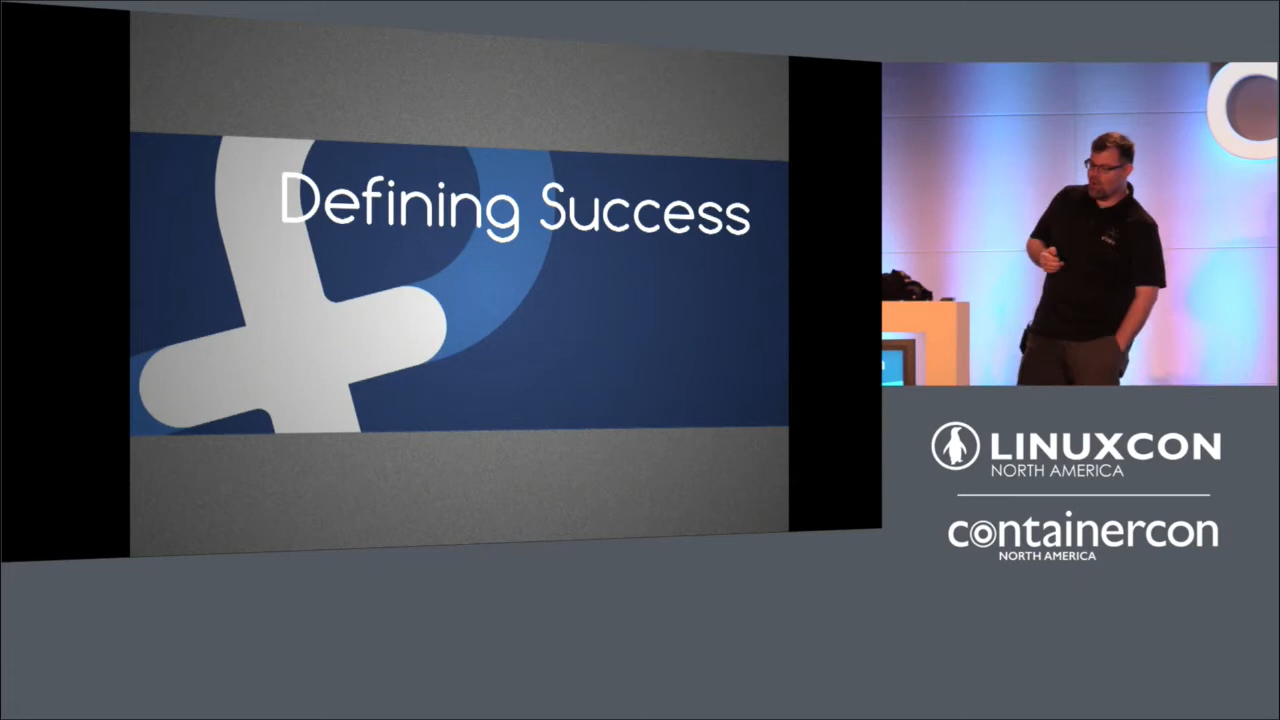 Defining Success
LINUXCON
NORTH AMERICA
containercon
NORTH AMERICA